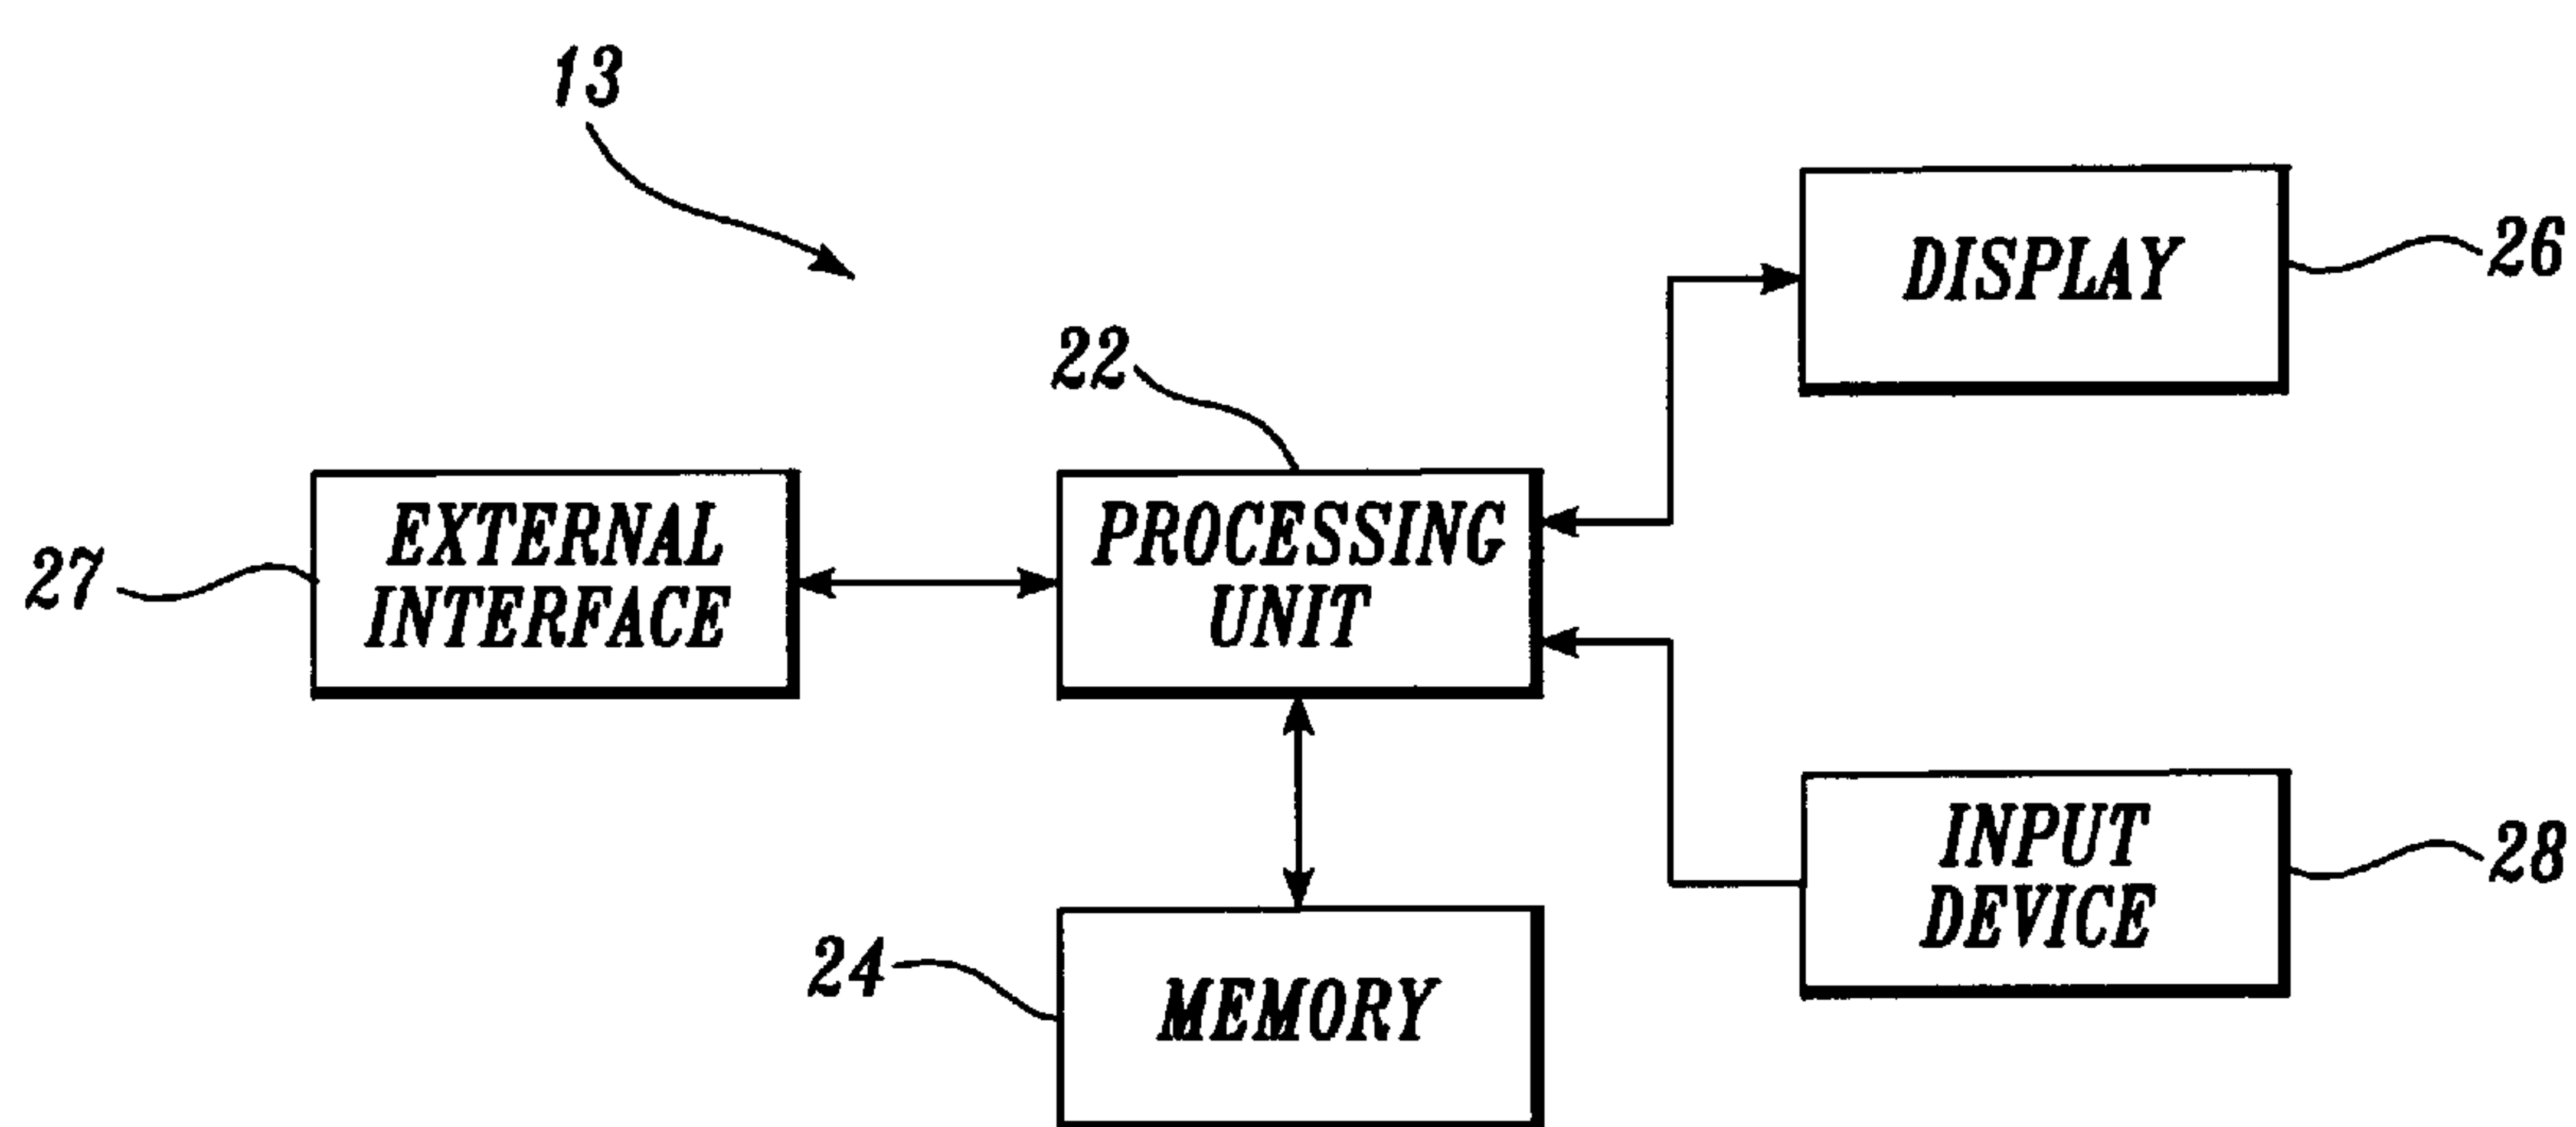 13
DISPLAY
26
22
EXTERNAL
INTERFACE
27
PROCESSING
UNIT
INPUT
DEVICE
28
24
MEMORY